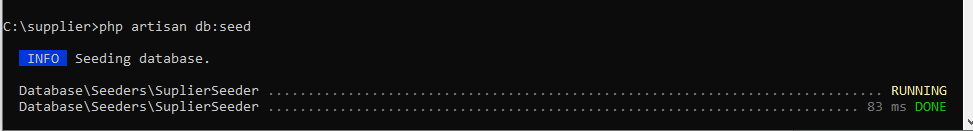 C:\supplier>php artisan db:seed
INFO Seeding database.
Database\Seeders\SuplierSeeder ............................................................................. RUNNING
Database\Seeders\SuplierSeeder .......................................................................... 83 ms DONE